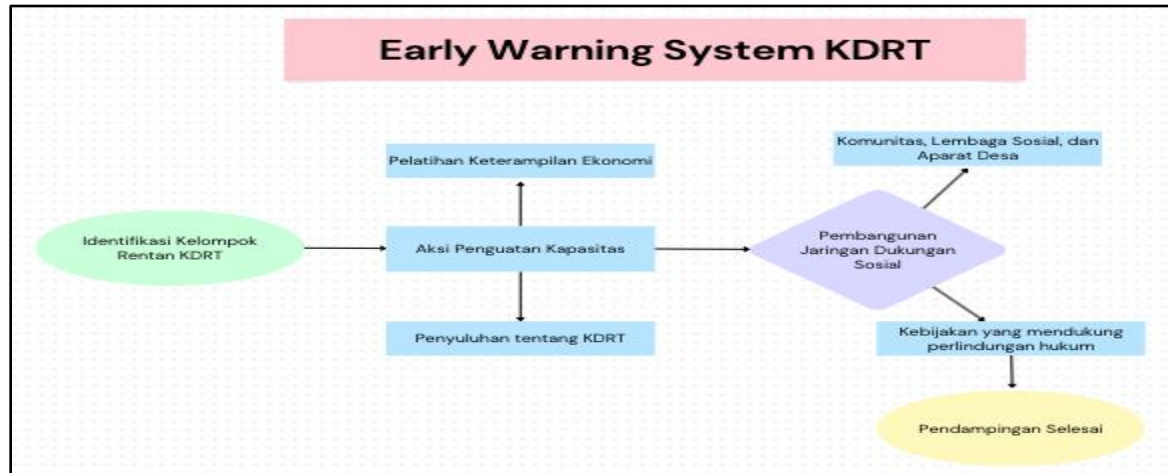 Early Warning System KDRT
Komunitas, Lembaga Sosial, dan
Aparat Desa
Pelatihan Keterampilan Ekonomi
Identifikasi Kelompok
Rentan KDRT
Aksi Penguatan Kapasitas
Pembangunan
Jaringan Dukungan
Sosial
Penyuluhan tentang KDRT
Kebijakan yang mendukung
perlindungan hukum
Pendampingan Selesai